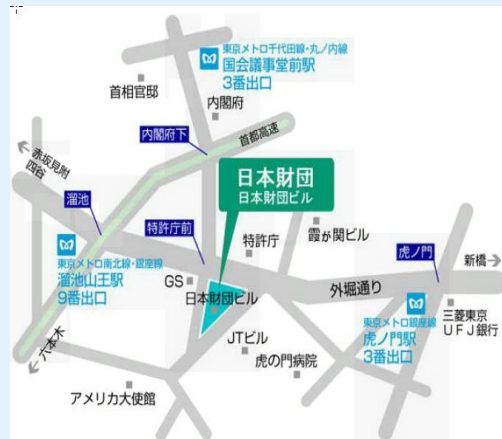 東京メトロ千代田線・丸ノ内線
国会議事堂前駅
3番出口
首相官邸
内閣府
内閣府下
首都高速
赤坂見附
四谷
溜池
日本財団
日本財団ビル
特許庁前
特許庁
霞が関ビル
虎ノ門
新橋
東京メトロ南北線・銀座線
溜池山王駅
9番出口
GS
日本財団ビル
外堀通り
三菱東京
UFJ銀行
東京メトロ銀座線
虎ノ門駅
3番出口
六本木
JTビル
虎の門病院
アメリカ大使館